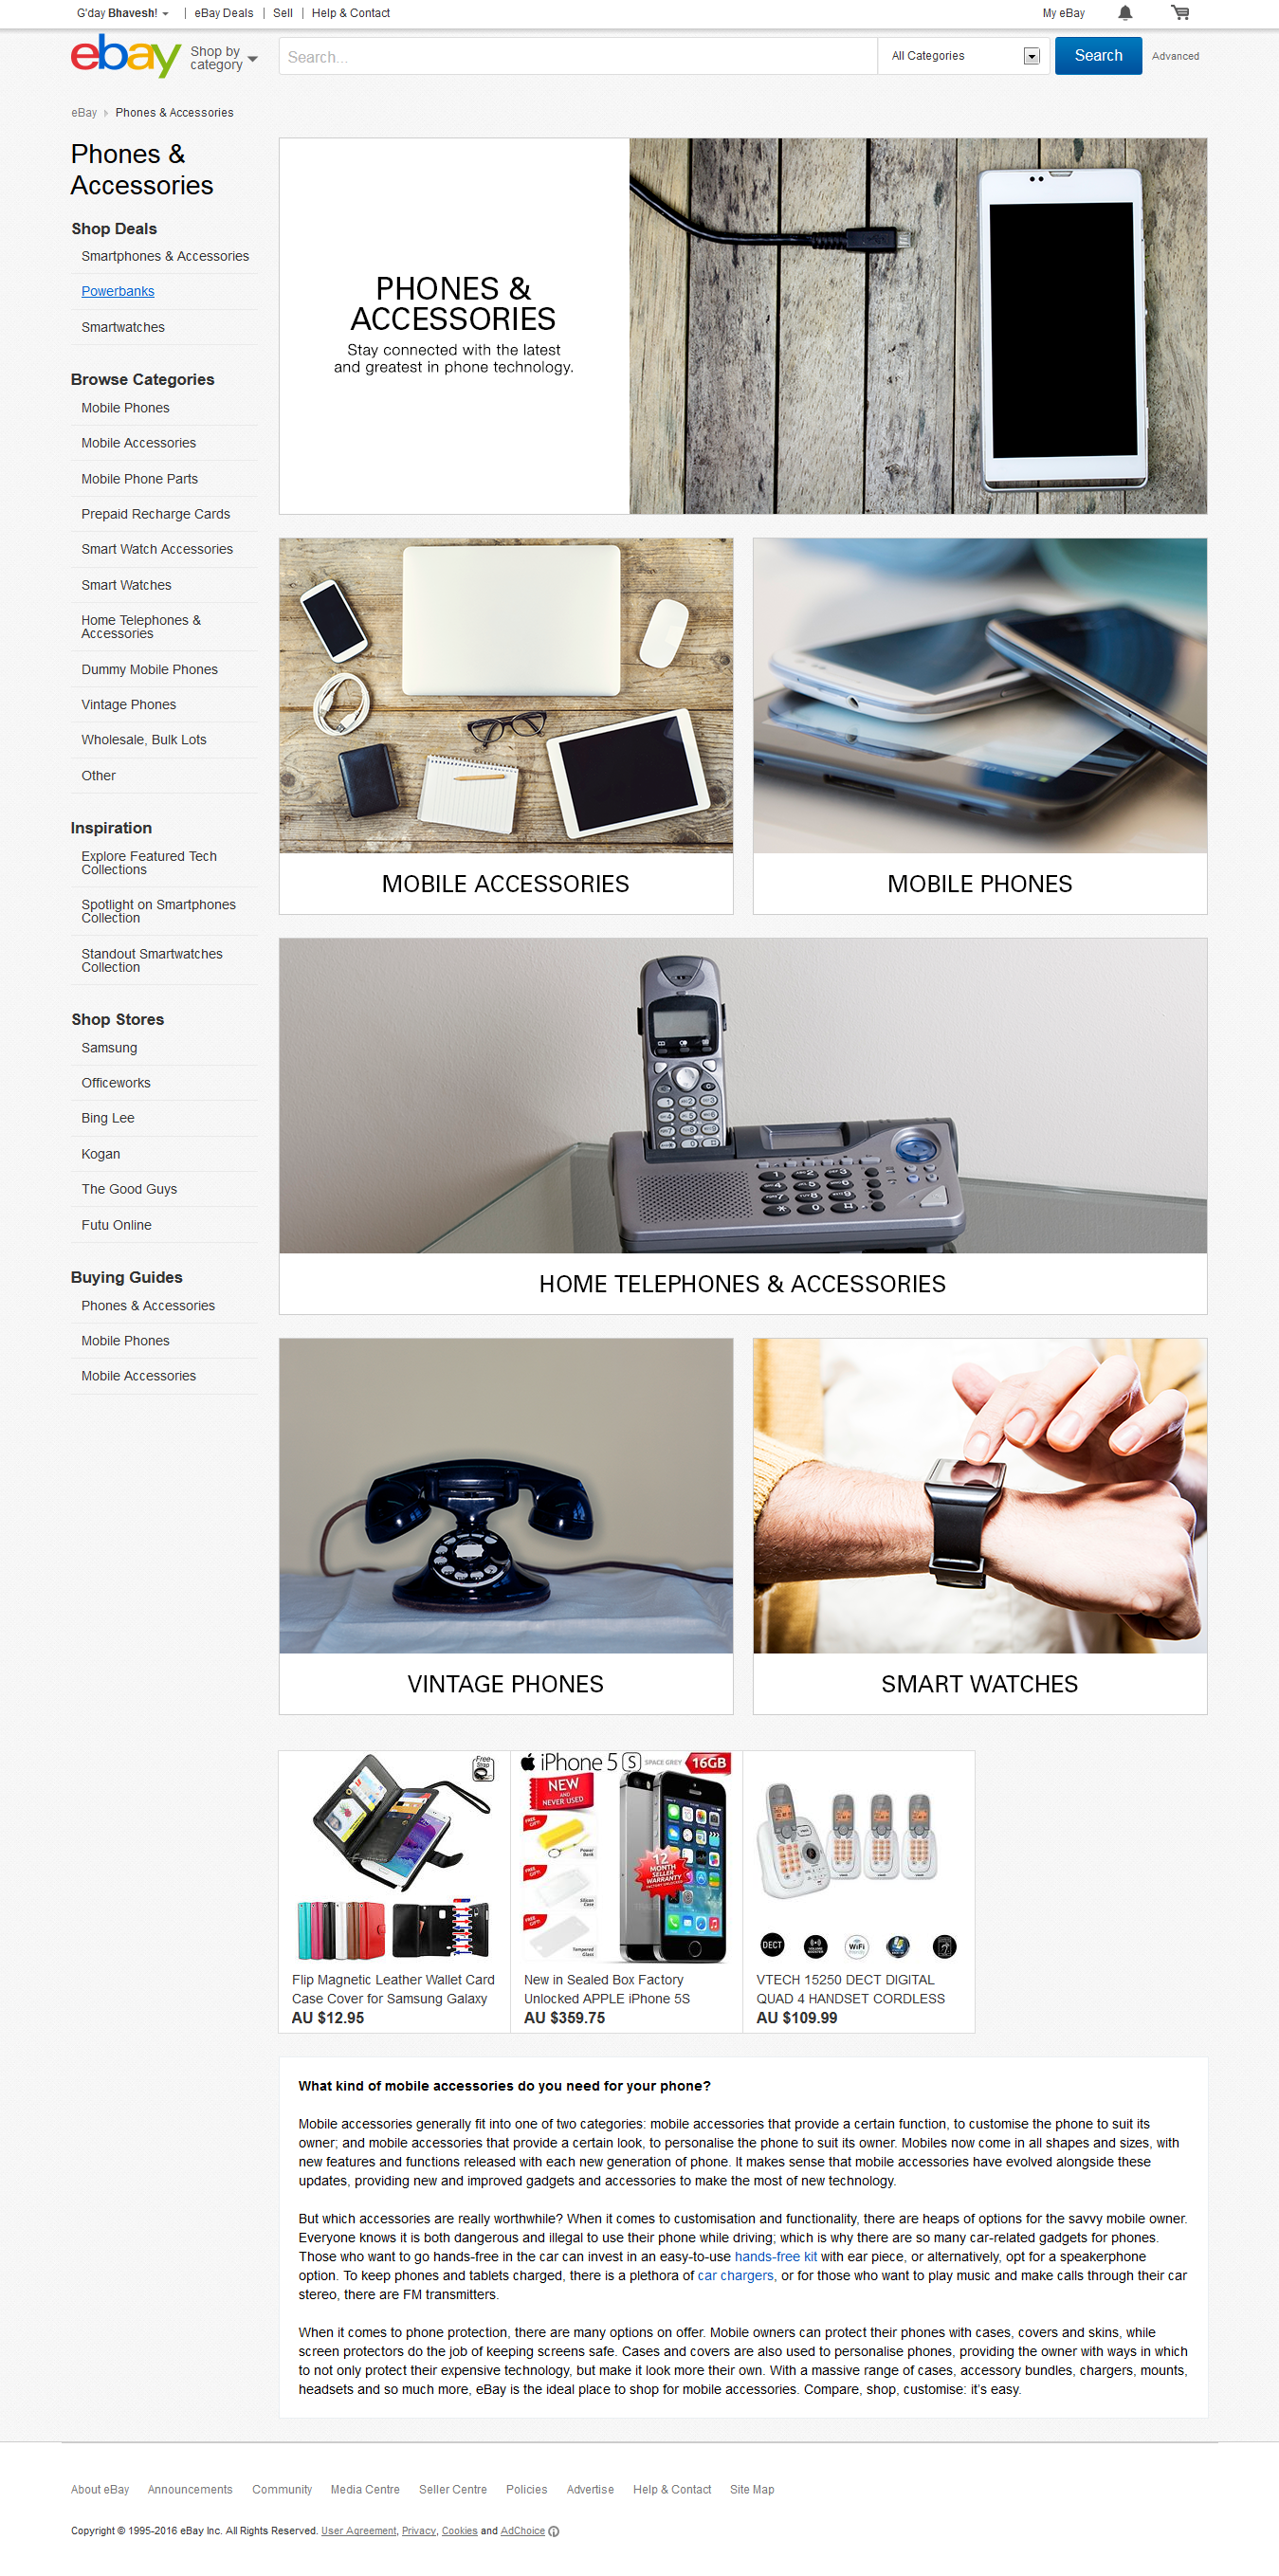 G'day Bhavesh! | eBay Deals | Sell | Help & Contact
My eBay
ebay
Shop by
category
Search...
All Categories
Search
Advanced
eBay Phones & Accessories
Phones &
Accessories
Shop Deals
Smartphones & Accessories
Powerbanks
Smartwatches
Browse Categories
Mobile Phones
Mobile Accessories
Mobile Phone Parts
Prepaid Recharge Cards
Smart Watch Accessories
Smart Watches
Home Telephones &
Accessories
Dummy Mobile Phones
Vintage Phones
Wholesale, Bulk Lots
Other
Inspiration
Explore Featured Tech
Collections
Spotlight on Smartphones
Collection
Standout Smartwatches
Collection
Shop Stores
Samsung
Officeworks
Bing Lee
Kogan
The Good Guys
Futu Online
Buying Guides
Phones & Accessories
Mobile Phones
Mobile Accessories
PHONES &
ACCESSORIES
Stay connected with the latest
and greatest in phone technology.
MOBILE ACCESSORIES
MOBILE PHONES
HOME TELEPHONES & ACCESSORIES
VINTAGE PHONES
SMART WATCHES
Free
iPhone 5 S SPACE GREY 16GB
NEW
AND
NEVER USED
FREE GIFT!
Power
Bank
FREE GIFT!
Silicon
Case
FREE GIFT!
Tempered
Glass
12
MONTH
SELLER
WARRANTY
DECT
WiFi
Flip Magnetic Leather Wallet Card
Case Cover for Samsung Galaxy
AU $12.95
New in Sealed Box Factory
Unlocked APPLE iPhone 5S
AU $359.75
VTECH 15250 DECT DIGITAL
QUAD 4 HANDSET CORDLESS
AU $109.99
What kind of mobile accessories do you need for your phone?
Mobile accessories generally fit into one of two categories: mobile accessories that provide a certain function, to customise the phone to suit its
owner; and mobile accessories that provide a certain look, to personalise the phone to suit its owner. Mobiles now come in all shapes and sizes, with
new features and functions released with each new generation of phone. It makes sense that mobile accessories have evolved alongside these
updates, providing new and improved gadgets and accessories to make the most of new technology.
But which accessories are really worthwhile? When it comes to customisation and functionality, there are heaps of options for the savvy mobile owner.
Everyone knows it is both dangerous and illegal to use their phone while driving; which is why there are so many car-related gadgets for phones.
Those who want to go hands-free in the car can invest in an easy-to-use hands-free kit with ear piece, or alternatively, opt for a speakerphone
option. To keep phones and tablets charged, there is a plethora of car chargers, or for those who want to play music and make calls through their car
stereo, there are FM transmitters.
When it comes to phone protection, there are many options on offer. Mobile owners can protect their phones with cases, covers and skins, while
screen protectors do the job of keeping screens safe. Cases and covers are also used to personalise phones, providing the owner with ways in which
to not only protect their expensive technology, but make it look more their own. With a massive range of cases, accessory bundles, chargers, mounts,
headsets and so much more, eBay is the ideal place to shop for mobile accessories. Compare, shop, customise: it's easy.
About eBay Announcements Community Media Centre Seller Centre Policies Advertise Help & Contact Site Map
Copyright © 1995-2016 eBay Inc. All Rights Reserved. User Agreement, Privacy, Cookies and AdChoice